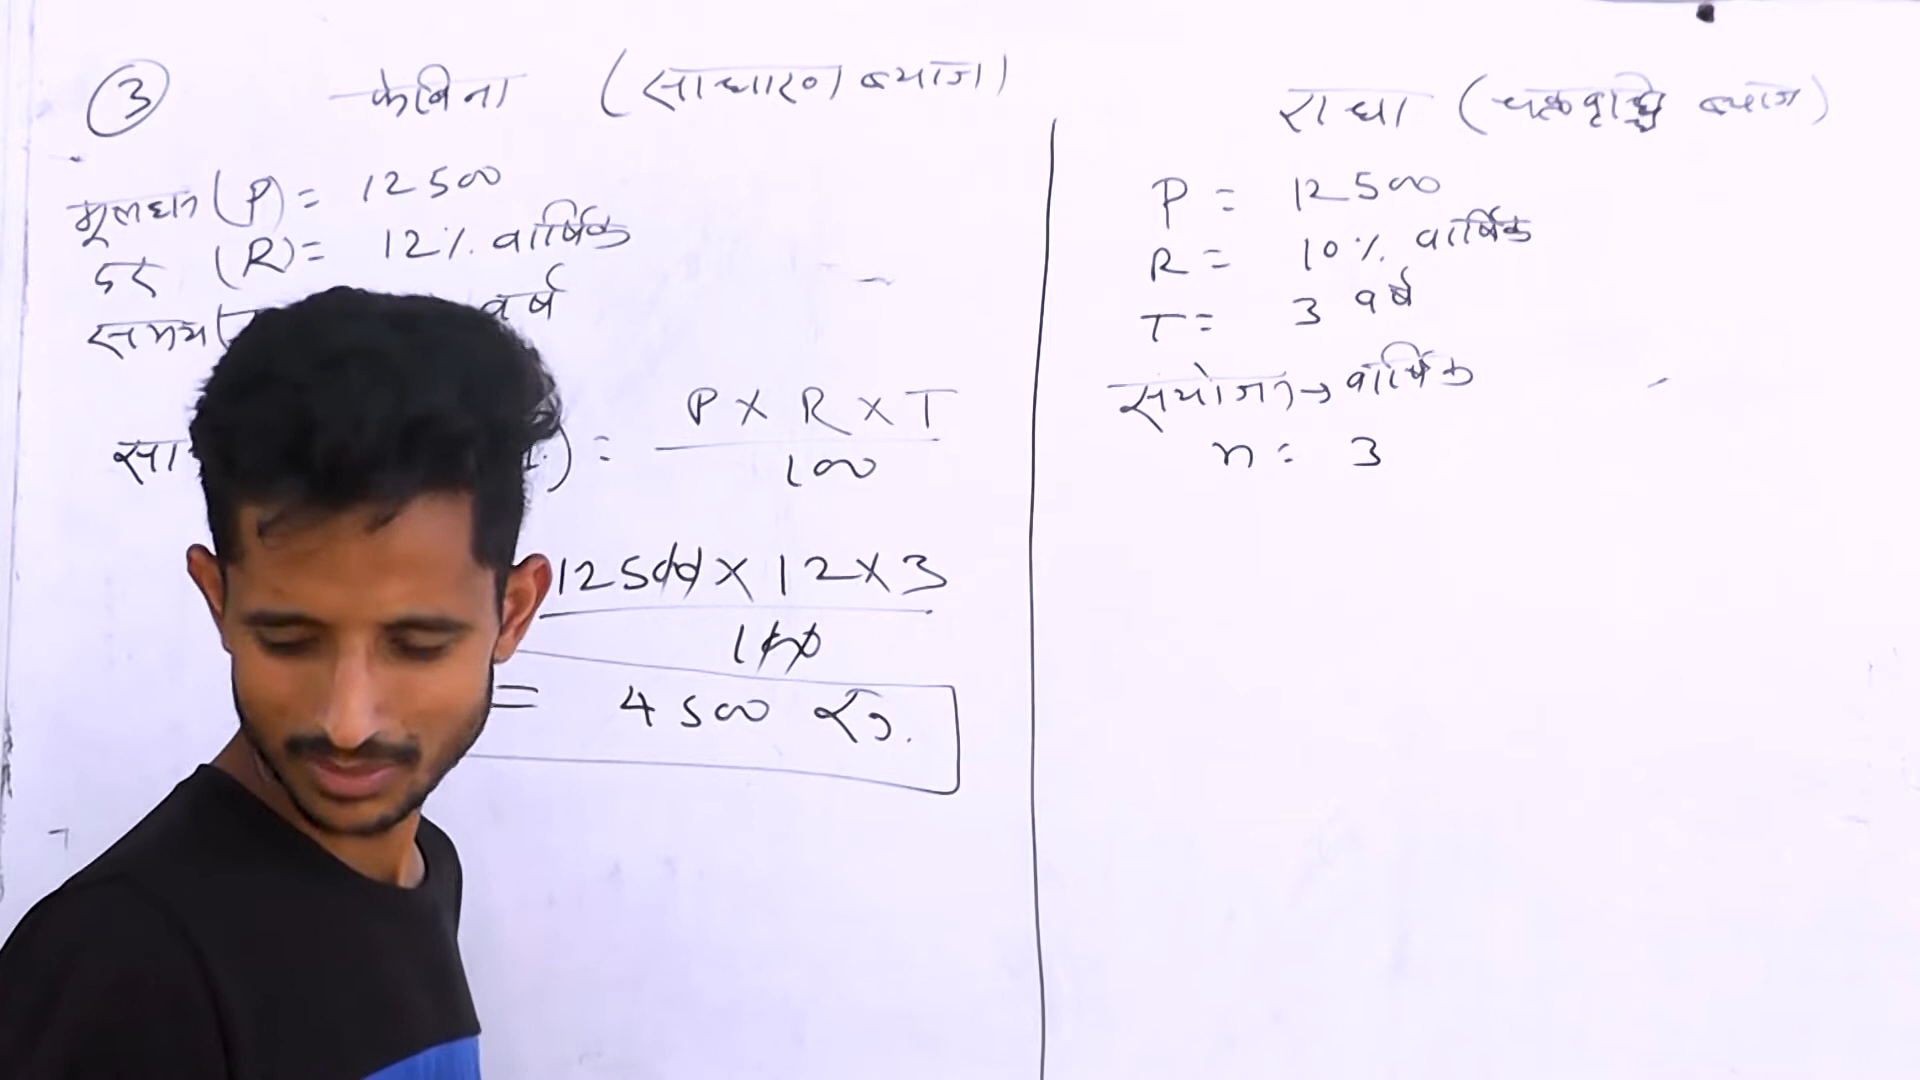 3 फेबिना (साधारण ब्याज)
मूलधन (P) = 12500
दर (R) = 12% वार्षिक
समय ( वर्ष
सा ) = P × R × T
100
12500 × 12 × 3
100
= 4500 रु.
राधा (चक्रवृद्धि ब्याज)
P = 12500
R = 10% वार्षिक
T = 3 वर्ष
संयोजन → वार्षिक
n = 3